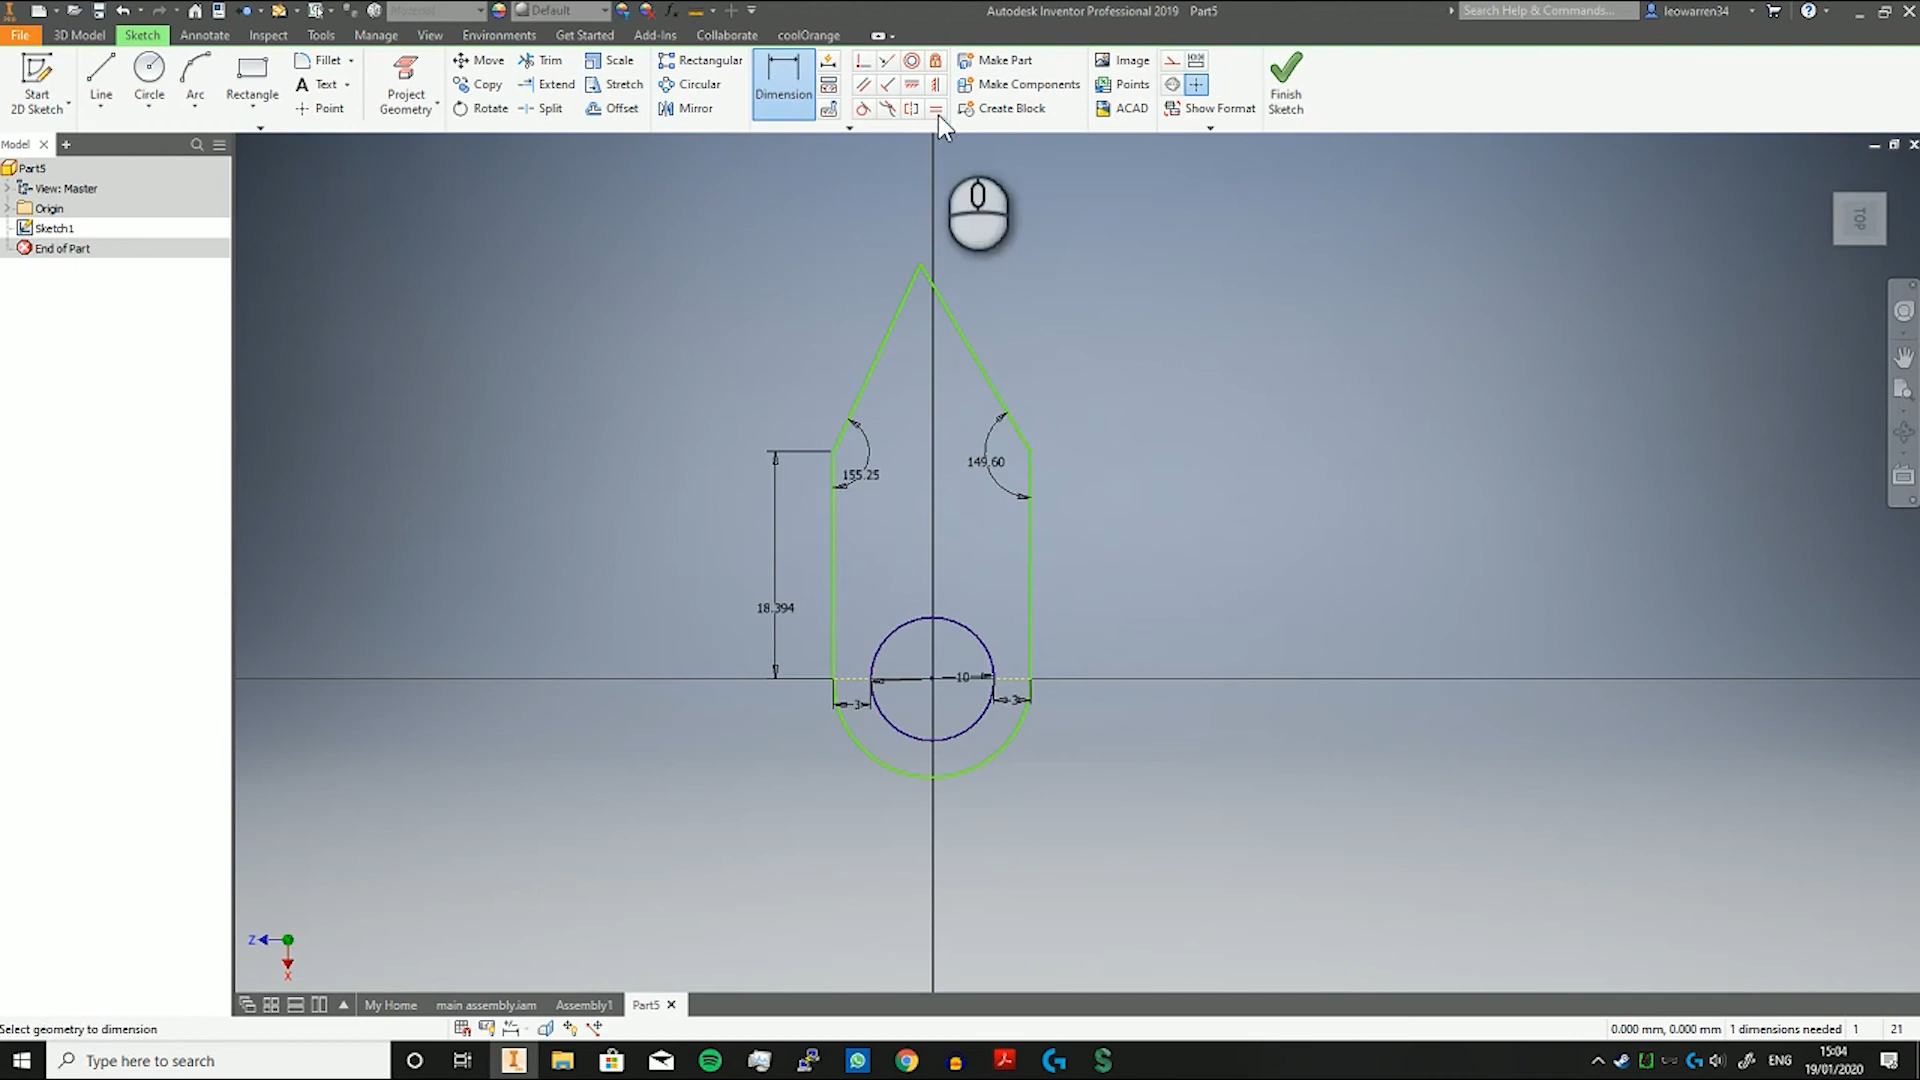 Material
Default
Autodesk Inventor Professional 2019 Part5
Search Help & Commands...
leowarren34
File 3D Model Sketch Annotate Inspect Tools Manage View Environments Get Started Add-Ins Collaborate coolOrange
Start
2D Sketch
Line
Circle
Arc
Rectangle
Fillet
Text
Point
Project
Geometry
Move
Copy
Rotate
Trim
Extend
Split
Scale
Stretch
Offset
Rectangular
Circular
Mirror
Dimension
Make Part
Make Components
Create Block
Image
Points
ACAD
Show Format
Finish
Sketch
Model
Part5
View: Master
Origin
Sketch1
End of Part
TOP
155.25
149.60
18.394
10
3
3
Z
X
My Home main assembly.iam Assembly1 Part5
Select geometry to dimension
0.000 mm, 0.000 mm 1 dimensions needed 1 21
Type here to search
ENG
15:04
19/01/2020